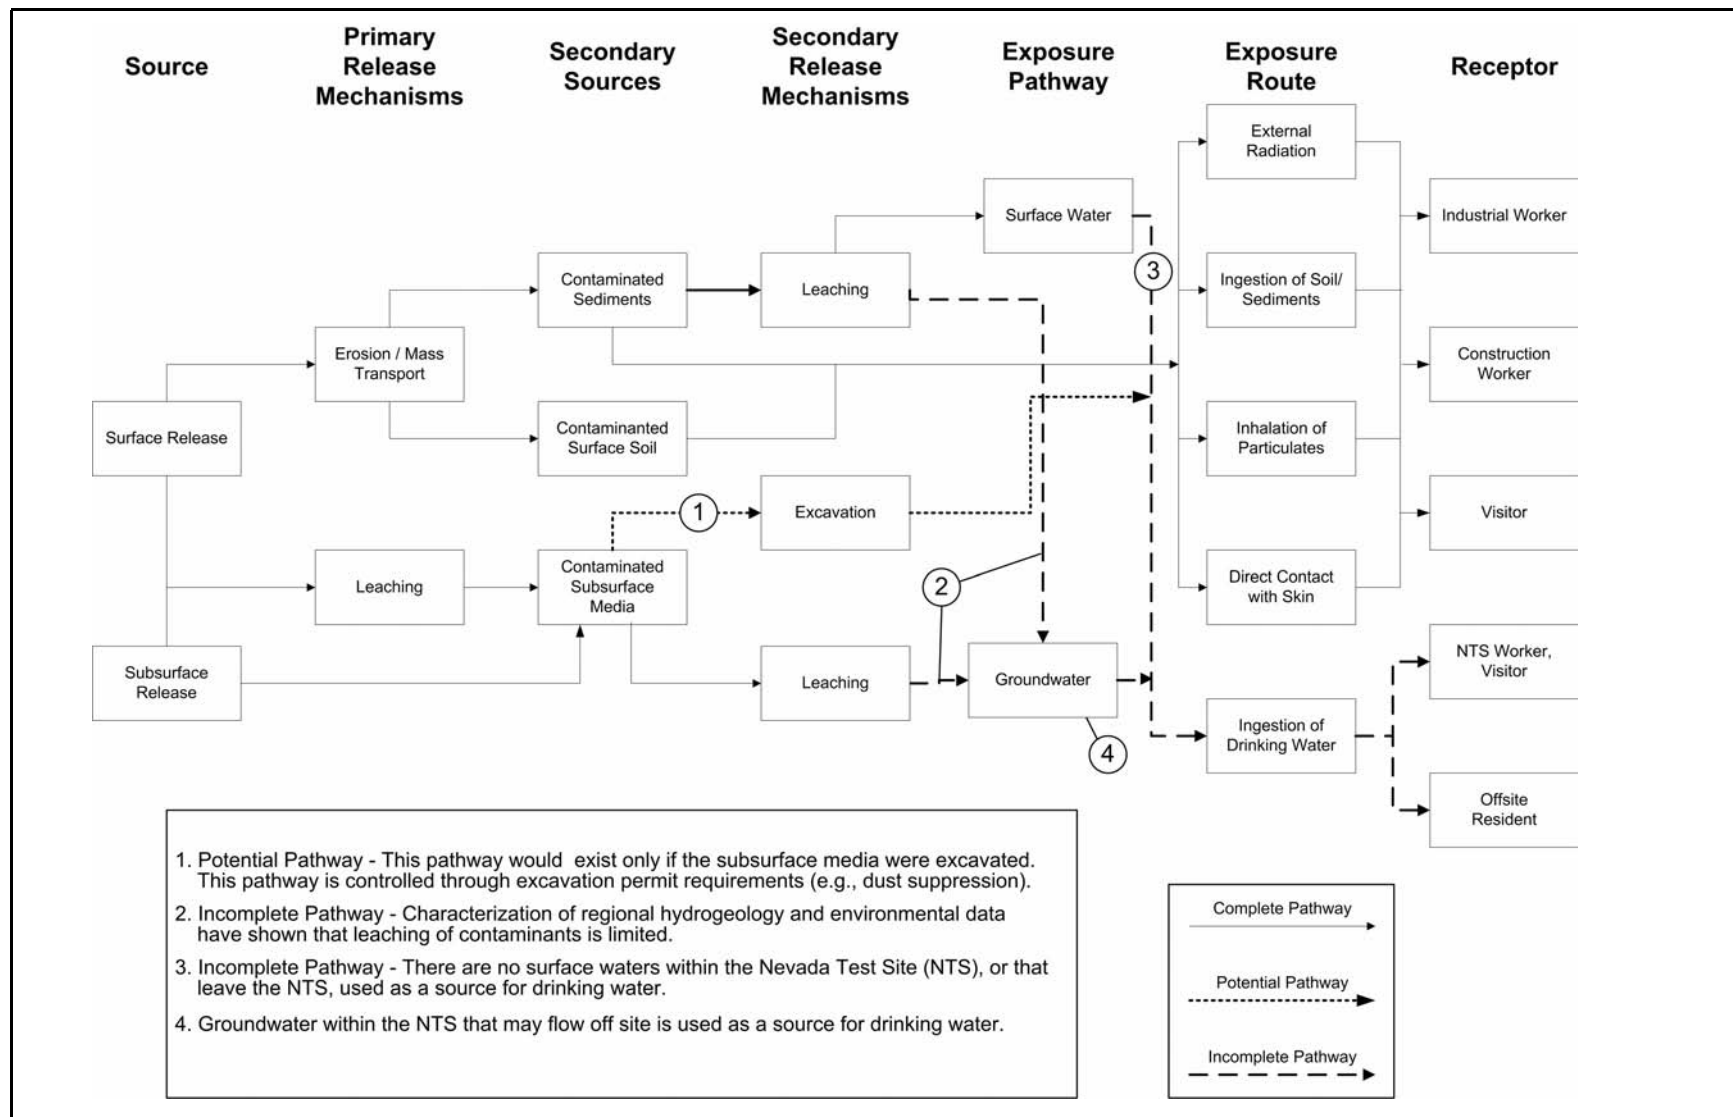 Source
Primary
Release
Mechanisms
Secondary
Sources
Secondary
Release
Mechanisms
Exposure
Pathway
Exposure
Route
Receptor
External
Radiation
Surface Water
Industrial Worker
3
Contaminated
Sediments
Leaching
Ingestion of Soil/
Sediments
Erosion / Mass
Transport
Construction
Worker
Surface Release
Contaminanted
Surface Soil
Inhalation of
Particulates
1
Excavation
Visitor
Leaching
Contaminated
Subsurface
Media
2
Direct Contact
with Skin
Subsurface
Release
Leaching
Groundwater
NTS Worker,
Visitor
4
Ingestion of
Drinking Water
Offsite
Resident
1. Potential Pathway - This pathway would exist only if the subsurface media were excavated.
This pathway is controlled through excavation permit requirements (e.g., dust suppression).
2. Incomplete Pathway - Characterization of regional hydrogeology and environmental data
have shown that leaching of contaminants is limited.
3. Incomplete Pathway - There are no surface waters within the Nevada Test Site (NTS), or that
leave the NTS, used as a source for drinking water.
4. Groundwater within the NTS that may flow off site is used as a source for drinking water.
Complete Pathway
Potential Pathway
Incomplete Pathway